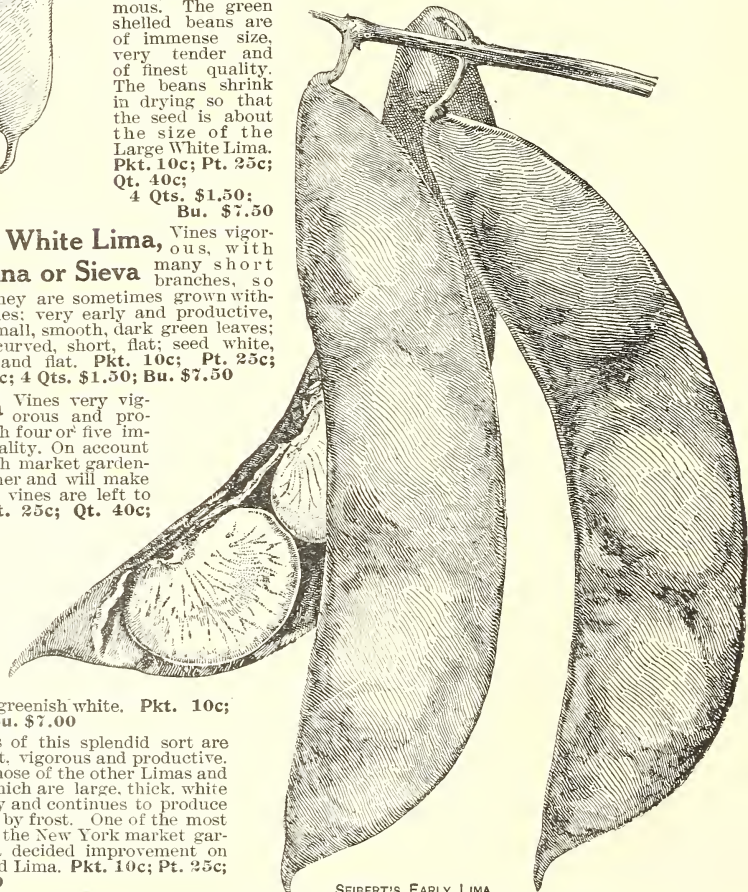 mous. The green
shelled beans are
of immense size,
very tender and
of finest quality.
The beans shrink
in drying so that
the seed is about
the size of the
Large White Lima.
Pkt. 10c; Pt. 25c;
Qt. 40c;
4 Qts. $1.50;
Bu. $7.50
White Lima, Vines vigor-
ous, with
na or Sieva many short
branches, so
ney are sometimes grown with-
es; very early and productive,
mall, smooth, dark green leaves;
curved, short, flat; seed white,
and flat. Pkt. 10c; Pt. 25c;
c; 4 Qts. $1.50; Bu. $7.50
Vines very vig-
orous and pro-
h four or five im-
ality. On account
h market garden-
ner and will make
vines are left to
t. 25c; Qt. 40c;
greenish white. Pkt. 10c;
u. $7.00
s of this splendid sort are
t, vigorous and productive.
hose of the other Limas and
hich are large, thick, white
y and continues to produce
by frost. One of the most
the New York market gar-
decided improvement on
d Lima. Pkt. 10c; Pt. 25c;
SEIBERT'S EARLY LIMA